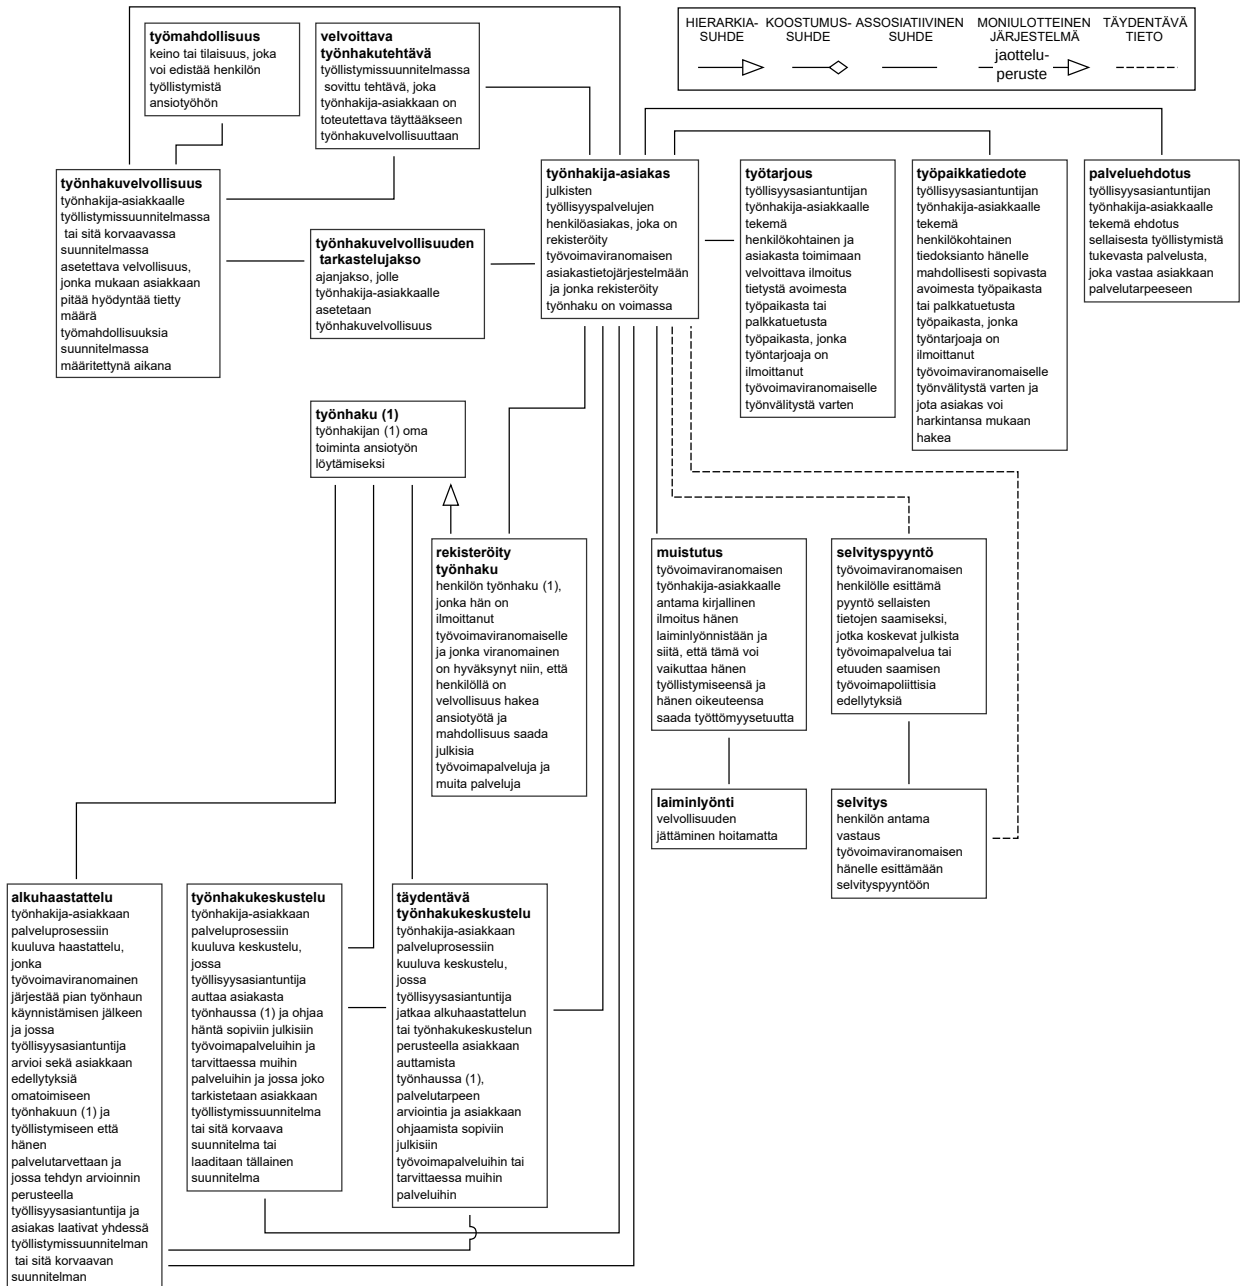 HIERARKIA-
SUHDE
KOOSTUMUS-
SUHDE
ASSOSIATIIVINEN
SUHDE
MONIULOTTEINEN
JÄRJESTELMÄ
jaottelu-
peruste
TÄYDENTÄVÄ
TIETO
työmahdollisuus
keino tai tilaisuus, joka
voi edistää henkilön
työllistymistä
ansiotyöhön
velvoittava
työnhakutehtävä
työllistymissuunnitelmassa
sovittu tehtävä, joka
työnhakija-asiakkaan on
toteutettava täyttääkseen
työnhakuvelvollisuuttaan
työnhakuvelvollisuus
työnhakija-asiakkaalle
työllistymissuunnitelmassa
tai sitä korvaavassa
suunnitelmassa
asetettava velvollisuus,
jonka mukaan asiakkaan
pitää hyödyntää tietty
määrä
työmahdollisuuksia
suunnitelmassa
määritettynä aikana
työnhakuvelvollisuuden
tarkastelujakso
ajanjakso, jolle
työnhakija-asiakkaalle
asetetaan
työnhakuvelvollisuus
työnhakija-asiakas
julkisten
työllisyyspalvelujen
henkilöasiakas, joka on
rekisteröity
työvoimaviranomaisen
asiakastietojärjestelmään
ja jonka rekisteröity
työnhaku on voimassa
työtarjous
työllisyysasiantuntijan
työnhakija-asiakkaalle
tekemä
henkilökohtainen ja
asiakasta toimimaan
velvoittava ilmoitus
tietystä avoimesta
työpaikasta tai
palkkatuetusta
työpaikasta, jonka
työntarjoaja on
ilmoittanut
työvoimaviranomaiselle
työnvälitystä varten
työpaikkatiedote
työllisyysasiantuntijan
työnhakija-asiakkaalle
tekemä
henkilökohtainen
tiedoksianto hänelle
mahdollisesti sopivasta
avoimesta työpaikasta
tai palkkatuetusta
työpaikasta, jonka
työntarjoaja on
ilmoittanut
työvoimaviranomaiselle
työnvälitystä varten ja
jota asiakas voi
harkintansa mukaan
hakea
palveluehdotus
työllisyysasiantuntijan
työnhakija-asiakkaalle
tekemä ehdotus
sellaisesta työllistymistä
tukevasta palvelusta,
joka vastaa asiakkaan
palvelutarpeeseen
työnhaku (1)
työnhakijan (1) oma
toiminta ansiotyön
löytämiseksi
rekisteröity
työnhaku
henkilön työnhaku (1),
jonka hän on
ilmoittanut
työvoimaviranomaiselle
ja jonka viranomainen
on hyväksynyt niin, että
henkilöllä on
velvollisuus hakea
ansiotyötä ja
mahdollisuus saada
julkisia
työvoimapalveluja ja
muita palveluja
muistutus
työvoimaviranomaisen
työnhakija-asiakkaalle
antama kirjallinen
ilmoitus hänen
laiminlyönnistään ja
siitä, että tämä voi
vaikuttaa hänen
työllistymiseensä ja
hänen oikeuteensa
saada työttömyysetuutta
selvityspyyntö
työvoimaviranomaisen
henkilölle esittämä
pyyntö sellaisten
tietojen saamiseksi,
jotka koskevat julkista
työvoimapalvelua tai
etuuden saamisen
työvoimapoliittisia
edellytyksiä
laiminlyönti
velvollisuuden
jättäminen hoitamatta
selvitys
henkilön antama
vastaus
työvoimaviranomaisen
hänelle esittämään
selvityspyyntöön
alkuhaastattelu
työnhakija-asiakkaan
palveluprosessiin
kuuluva haastattelu,
jonka
työvoimaviranomainen
järjestää pian työnhaun
käynnistämisen jälkeen
ja jossa
työllisyysasiantuntija
arvioi sekä asiakkaan
edellytyksiä
omatoimiseen
työnhakuun (1) ja
työllistymiseen että
hänen
palvelutarvettaan ja
jossa tehdyn arvioinnin
perusteella
työllisyysasiantuntija ja
asiakas laativat yhdessä
työllistymissuunnitelman
tai sitä korvaavan
suunnitelman
työnhakukeskustelu
työnhakija-asiakkaan
palveluprosessiin
kuuluva keskustelu,
jossa
työllisyysasiantuntija
auttaa asiakasta
työnhaussa (1) ja ohjaa
häntä sopiviin julkisiin
työvoimapalveluihin ja
tarvittaessa muihin
palveluihin ja jossa joko
tarkistetaan asiakkaan
työllistymissuunnitelma
tai sitä korvaava
suunnitelma tai
laaditaan tällainen
suunnitelma
täydentävä
työnhakukeskustelu
työnhakija-asiakkaan
palveluprosessiin
kuuluva keskustelu,
jossa
työllisyysasiantuntija
jatkaa alkuhaastattelun
tai työnhakukeskustelun
perusteella asiakkaan
auttamista
työnhaussa (1),
palvelutarpeen
arviointia ja asiakkaan
ohjaamista sopiviin
julkisiin
työvoimapalveluihin tai
tarvittaessa muihin
palveluihin